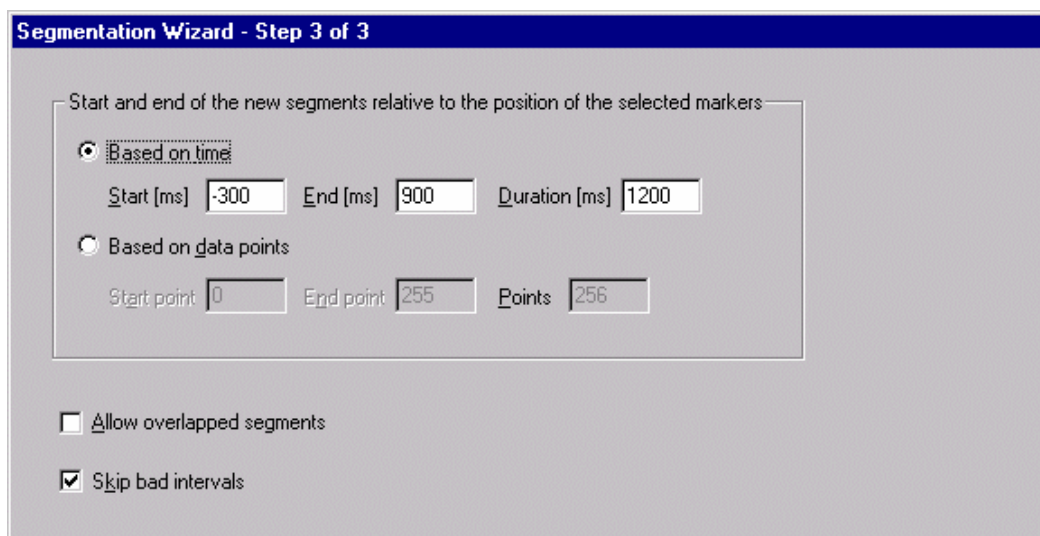 Segmentation Wizard - Step 3 of 3
Start and end of the new segments relative to the position of the selected markers
Based on time
Start [ms] -300 End [ms] 900 Duration [ms] 1200
Based on data points
Start point 0 End point 255 Points 256
Allow overlapped segments
Skip bad intervals